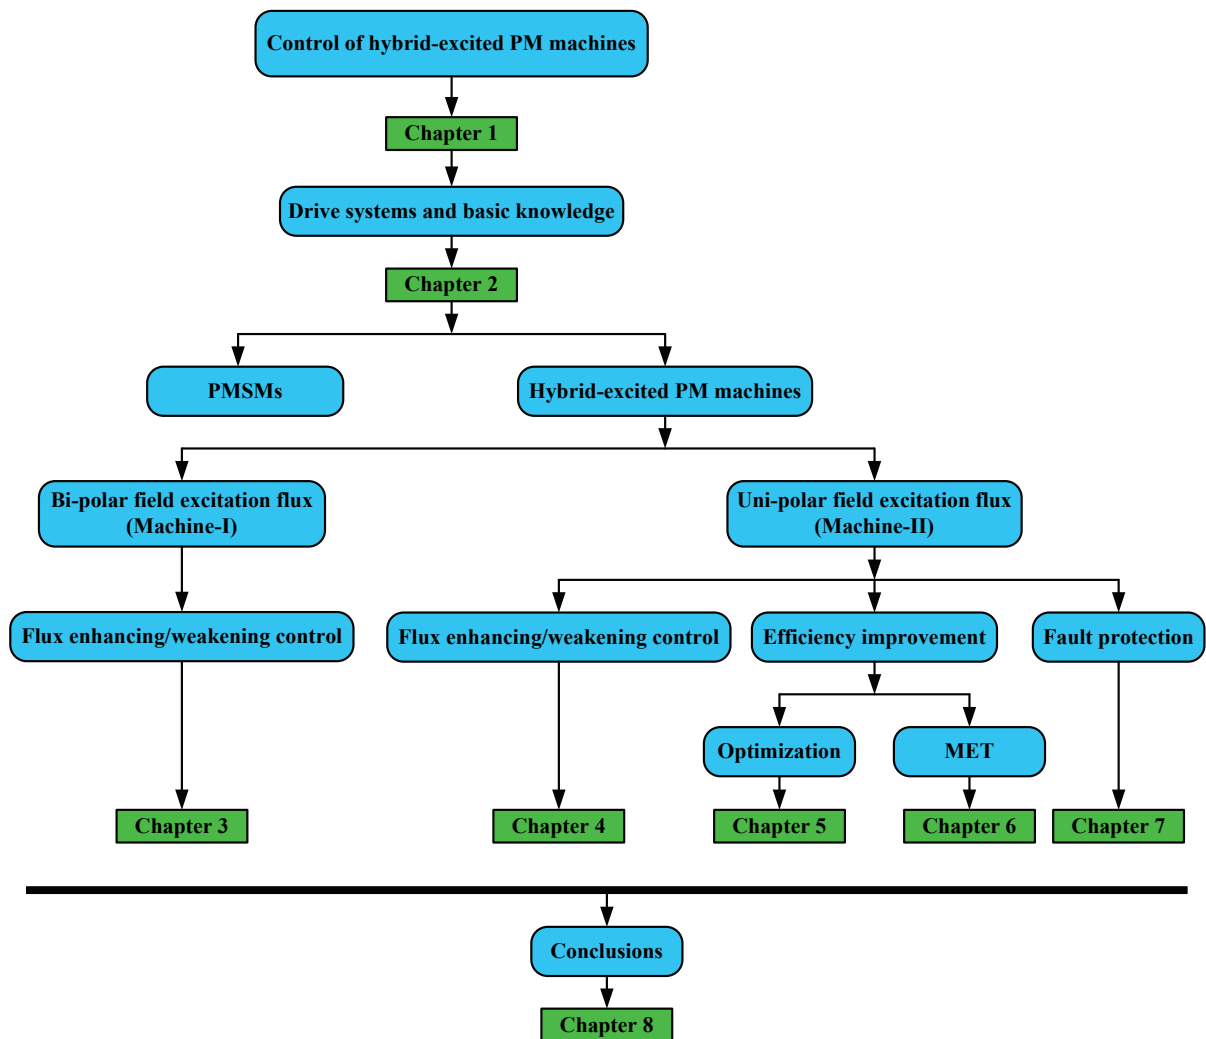 Control of hybrid-excited PM machines
Chapter 1
Drive systems and basic knowledge
Chapter 2
PMSMs
Hybrid-excited PM machines
Bi-polar field excitation flux
(Machine-I)
Uni-polar field excitation flux
(Machine-II)
Flux enhancing/weakening control
Flux enhancing/weakening control
Efficiency improvement
Fault protection
Optimization
MET
Chapter 3
Chapter 4
Chapter 5
Chapter 6
Chapter 7
Conclusions
Chapter 8